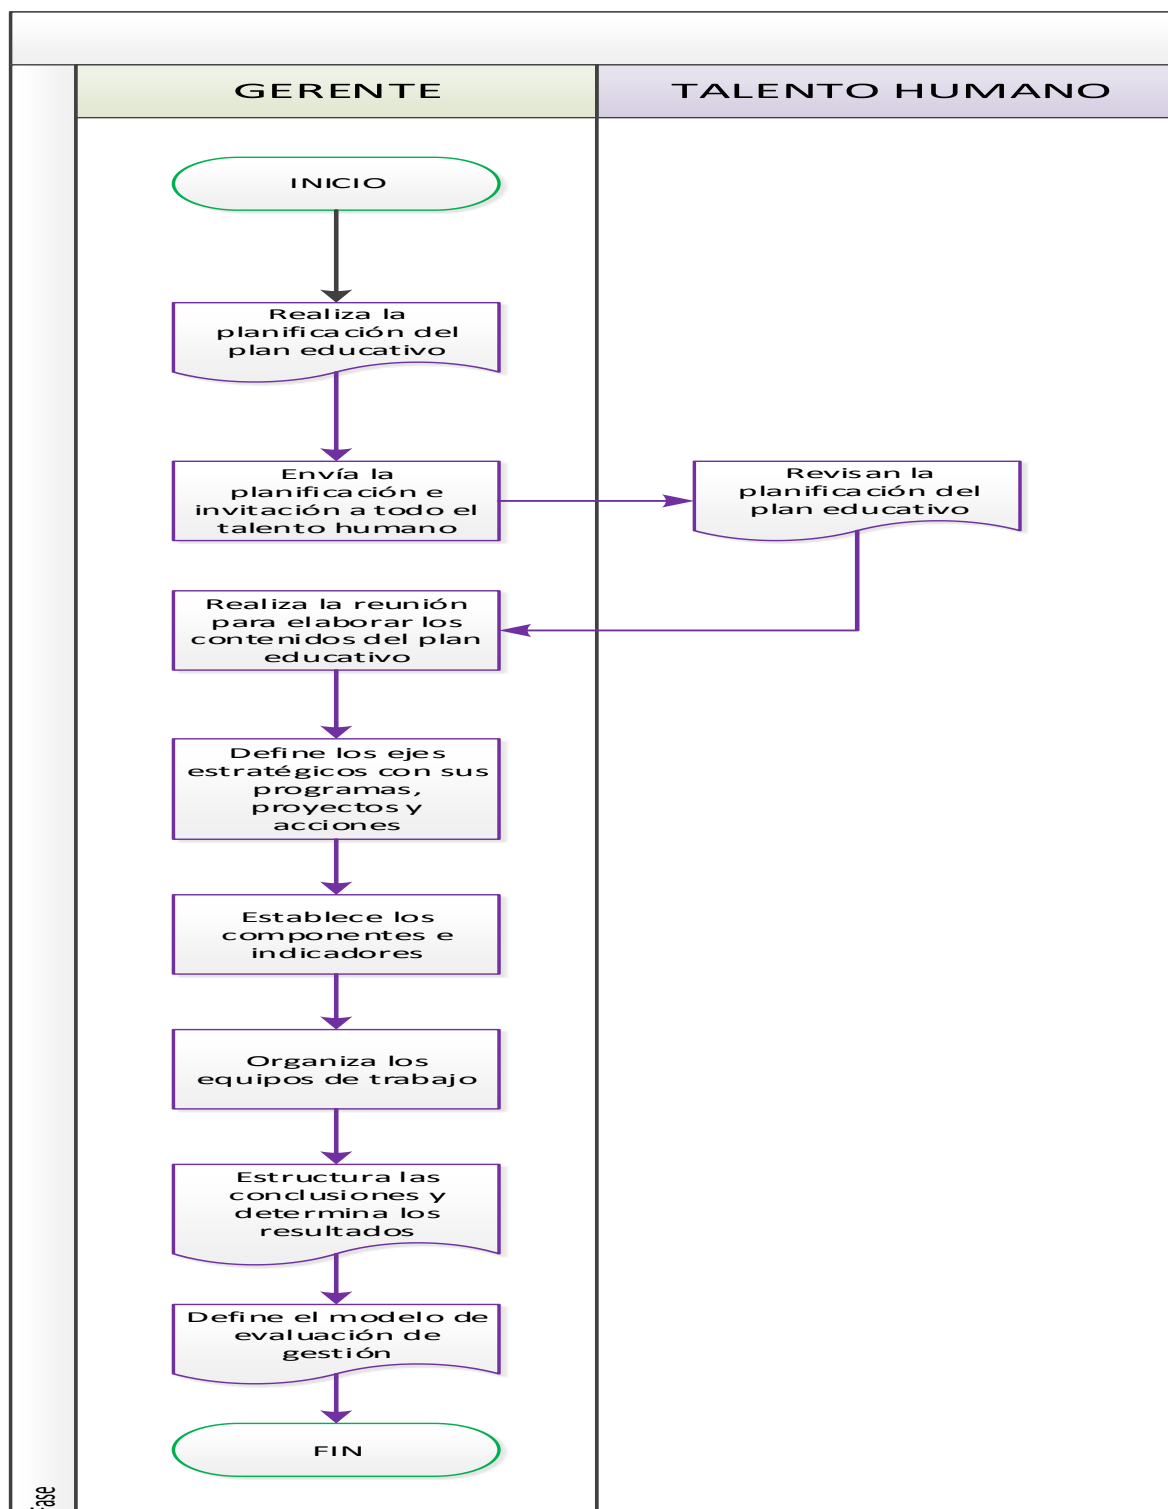 GERENTE
TALENTO HUMANO
INICIO
Realiza la
planificación del
plan educativo
Envía la
planificación e
invitación a todo el
talento humano
Revisan la
planificación del
plan educativo
Realiza la reunión
para elaborar los
contenidos del plan
educativo
Define los ejes
estratégicos con sus
programas,
proyectos y
acciones
Establece los
componentes e
indicadores
Organiza los
equipos de trabajo
Estructura las
conclusiones y
determina los
resultados
Define el modelo de
evaluación de
gestión
FIN
Fase